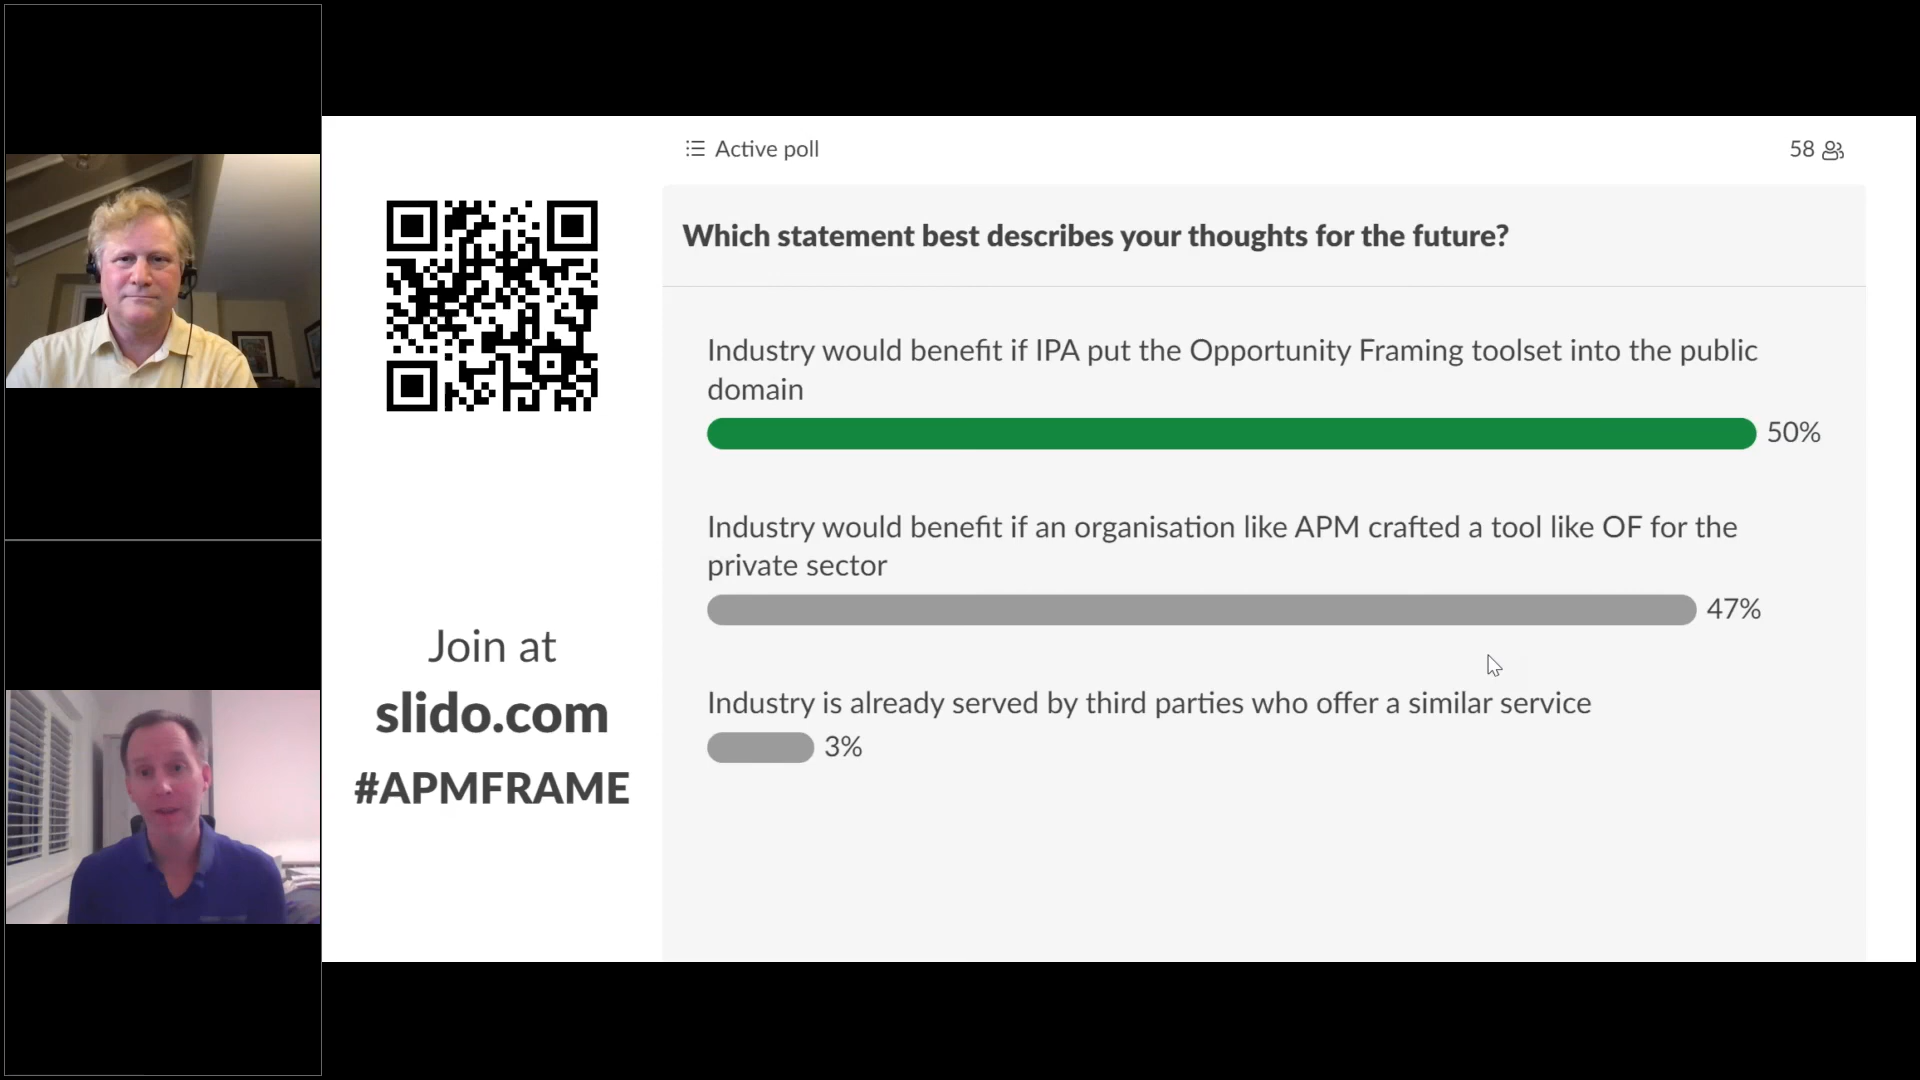 Active poll
58
Which statement best describes your thoughts for the future?
Industry would benefit if IPA put the Opportunity Framing toolset into the public
domain
50%
Industry would benefit if an organisation like APM crafted a tool like OF for the
private sector
47%
Industry is already served by third parties who offer a similar service
3%
Join at
slido.com
#APMFRAME